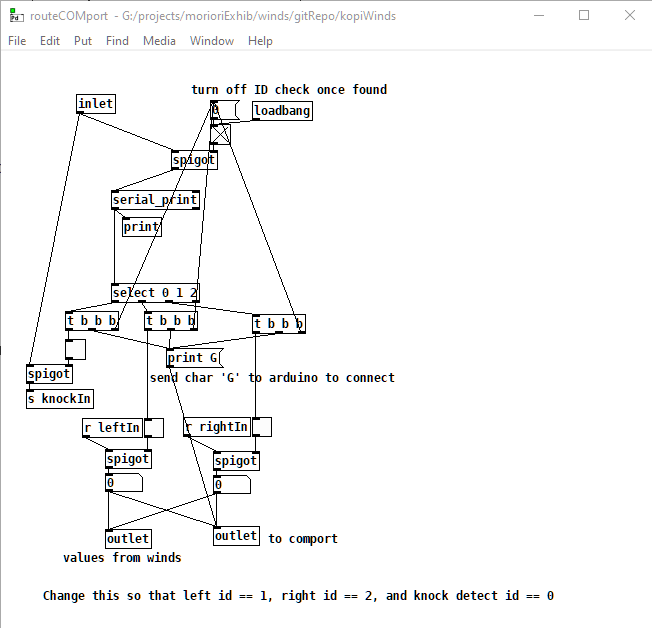 routeCOMport - G:/projects/morioriExhib/winds/gitRepo/kopiWinds
File Edit Put Find Media Window Help
turn off ID check once found
inlet
0
loadbang
spigot
serial_print
print
select 0 1 2
t b b b
t b b b
t b b b
print G
spigot
send char 'G' to arduino to connect
s knockIn
r leftIn
r rightIn
spigot
spigot
0
0
outlet
outlet
to comport
values from winds
Change this so that left id == 1, right id == 2, and knock detect id == 0